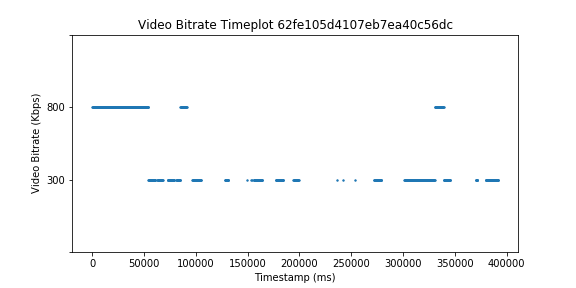 Video Bitrate Timeplot 62fe105d4107eb7ea40c56dc
Video Bitrate (Kbps)
800
300
0 50000 100000 150000 200000 250000 300000 350000 400000
Timestamp (ms)